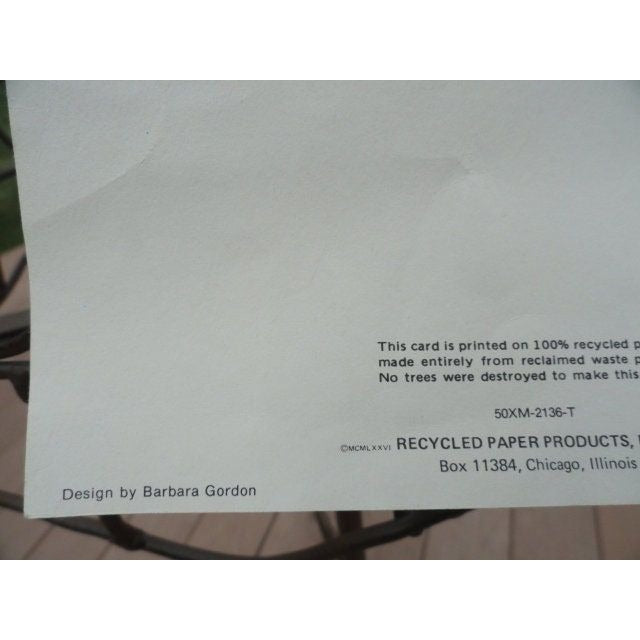 This card is printed on 100% recycled
made entirely from reclaimed waste
No trees were destroyed to make this
50XM-2136-T
©MCMLXXVI RECYCLED PAPER PRODUCTS,
Box 11384, Chicago, Illinois
Design by Barbara Gordon